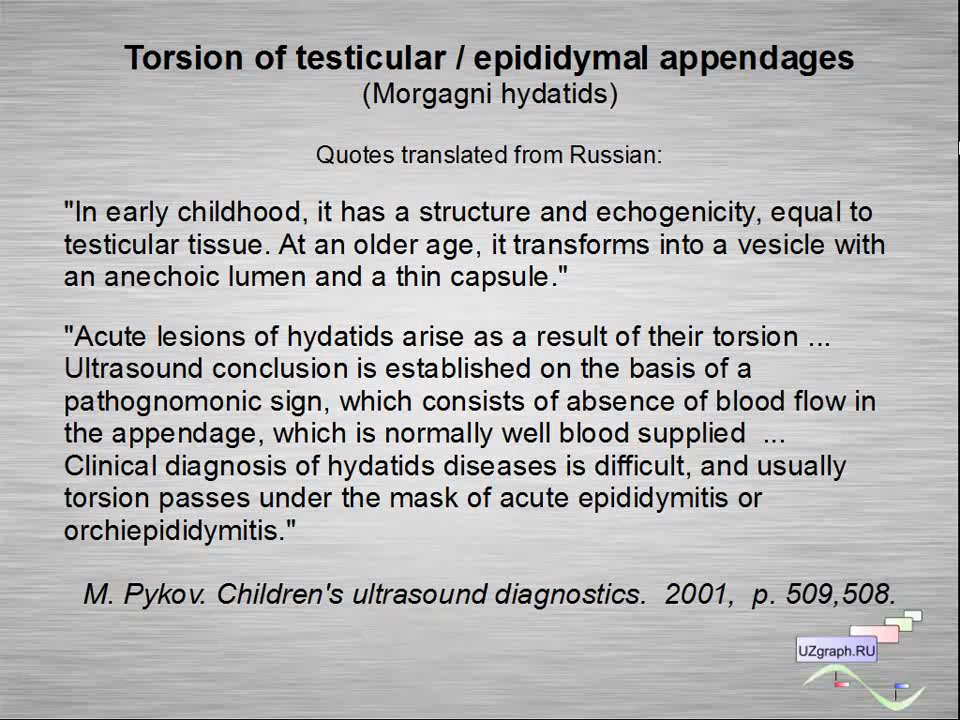 Torsion of testicular / epididymal appendages
(Morgagni hydatids)
Quotes translated from Russian:
"In early childhood, it has a structure and echogenicity, equal to
testicular tissue. At an older age, it transforms into a vesicle with
an anechoic lumen and a thin capsule."
"Acute lesions of hydatids arise as a result of their torsion ...
Ultrasound conclusion is established on the basis of a
pathognomonic sign, which consists of absence of blood flow in
the appendage, which is normally well blood supplied ...
Clinical diagnosis of hydatids diseases is difficult, and usually
torsion passes under the mask of acute epididymitis or
orchiepididymitis."
M. Pykov. Children's ultrasound diagnostics. 2001, p. 509,508.
UZgraph.RU